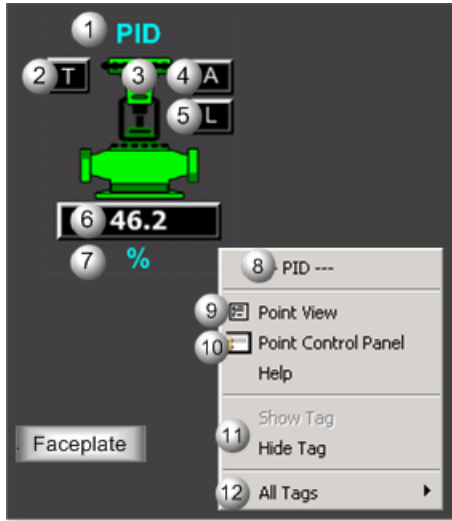 1 PID
2 T 3 4 A
5 L
6 46.2
7 %
8 - PID ---
9 Point View
10 Point Control Panel
Help
Show Tag
11
Hide Tag
Faceplate
12 All Tags